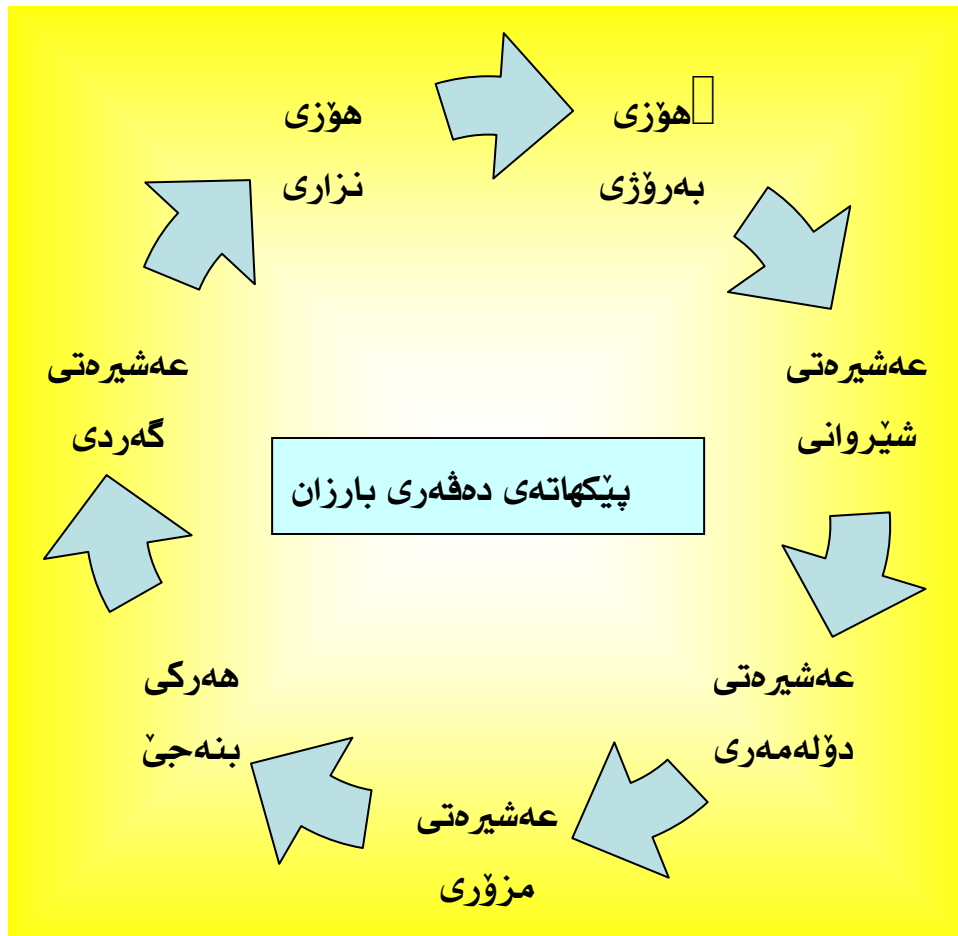 هۆزی
بەرۆژی
هۆزی
نزاری
عەشیرەتی
شێروانی
عەشیرەتی
گەردی
پێکهاتەی دەڤەری بارزان
عەشیرەتی
دۆلەمەری
هەرکی
بنەجێ
عەشیرەتی
مزۆری